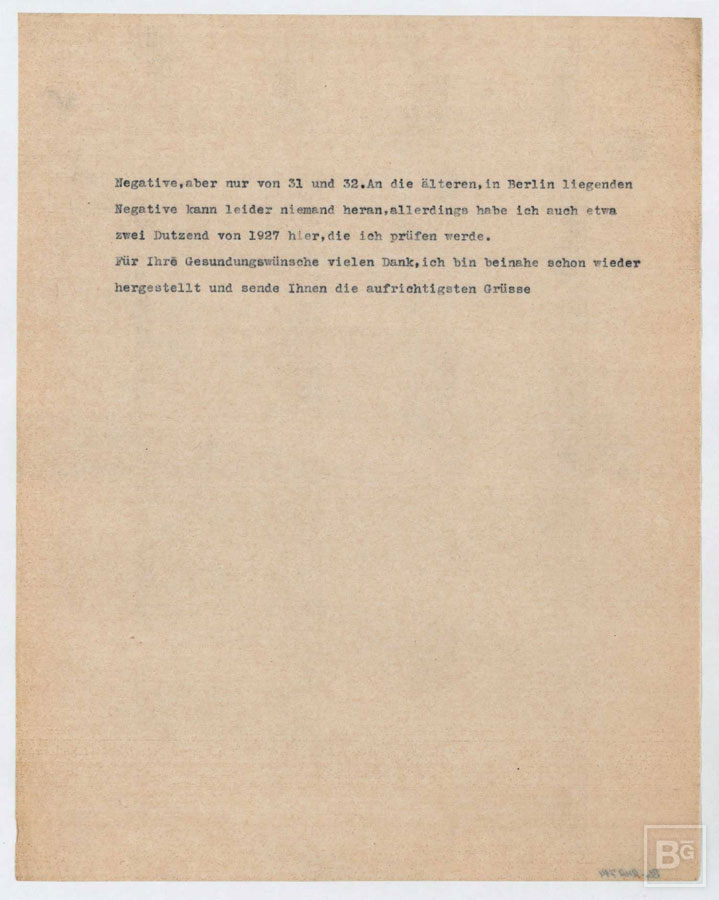 Negative,aber nur von 31 und 32.An die älteren,in Berlin liegenden
Negative kann leider niemand heran,allerdings habe ich auch etwa
zwei Dutzend von 1927 hier,die ich prüfen werde.
Für Ihre Gesundungswünsche vielen Dank,ich bin beinahe schon wieder
hergestellt und sende Ihnen die aufrichtigsten Grüsse
BG